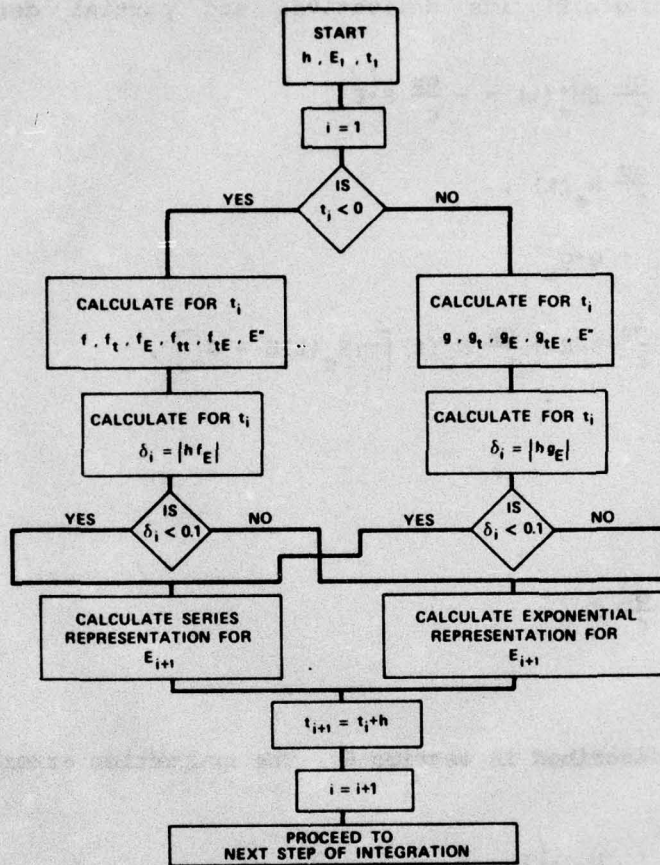 START
h , E₁ , t₁
i = 1
IS
tᵢ < 0
YES
NO
CALCULATE FOR tᵢ
f , fₜ , f_E , fₜₜ , f_tE , E″
CALCULATE FOR tᵢ
g , gₜ , g_E , g_tE , E″
CALCULATE FOR tᵢ
δᵢ = |h f_E|
CALCULATE FOR tᵢ
δᵢ = |h g_E|
YES
IS
δᵢ < 0.1
NO
YES
IS
δᵢ < 0.1
NO
CALCULATE SERIES
REPRESENTATION FOR
Eᵢ₊₁
CALCULATE EXPONENTIAL
REPRESENTATION FOR
Eᵢ₊₁
tᵢ₊₁ = tᵢ+h
i = i+1
PROCEED TO
NEXT STEP OF INTEGRATION